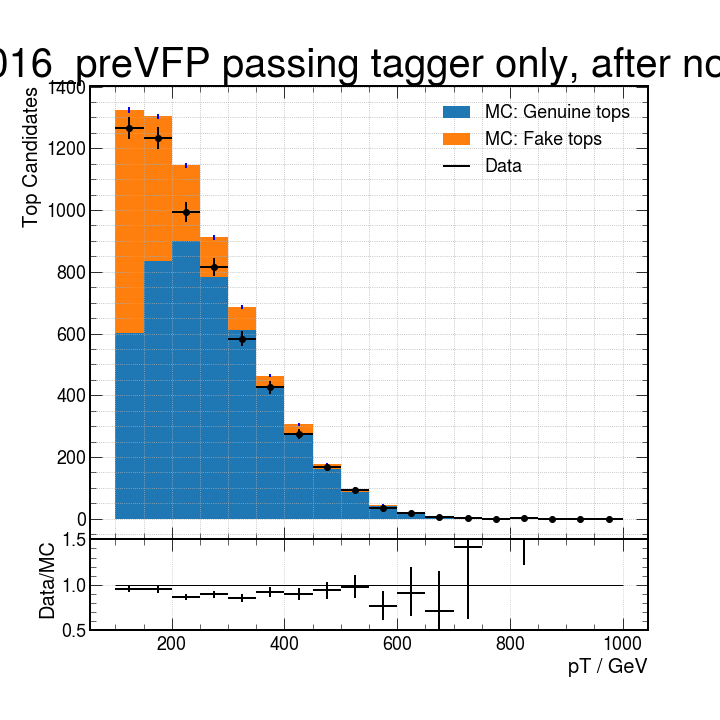 016 preVFP passing tagger only, after no
1400
1200
1000
800
600
400
200
0
Top Candidates
MC: Genuine tops
MC: Fake tops
Data
1.5
1.0
0.5
Data/MC
200 400 600 800 1000
pT / GeV